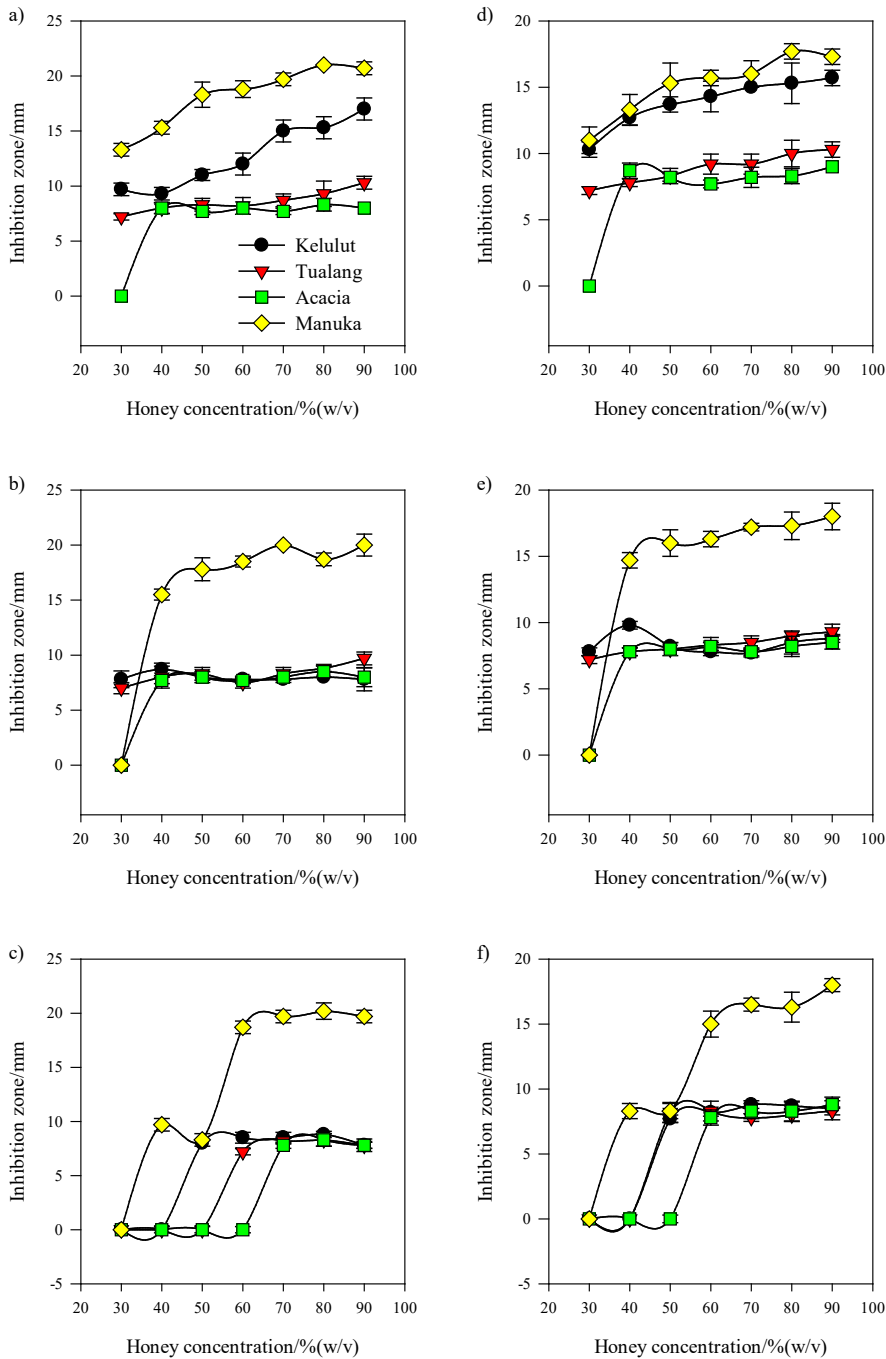 a)
25
20
15
10
5
0
Inhibition zone/mm
Kelulut
Tualang
Acacia
Manuka
20 30 40 50 60 70 80 90 100
Honey concentration/%(w/v)
d)
20
15
10
5
0
Inhibition zone/mm
20 30 40 50 60 70 80 90 100
Honey concentration/%(w/v)
b)
25
20
15
10
5
0
Inhibition zone/mm
20 30 40 50 60 70 80 90 100
Honey concentration/%(w/v)
e)
20
15
10
5
0
Inhibition zone/mm
20 30 40 50 60 70 80 90 100
Honey concentration/%(w/v)
c)
25
20
15
10
5
0
-5
Inhibition zone/mm
20 30 40 50 60 70 80 90 100
Honey concentration/%(w/v)
f)
20
15
10
5
0
-5
Inhibition zone/mm
20 30 40 50 60 70 80 90 100
Honey concentration/%(w/v)